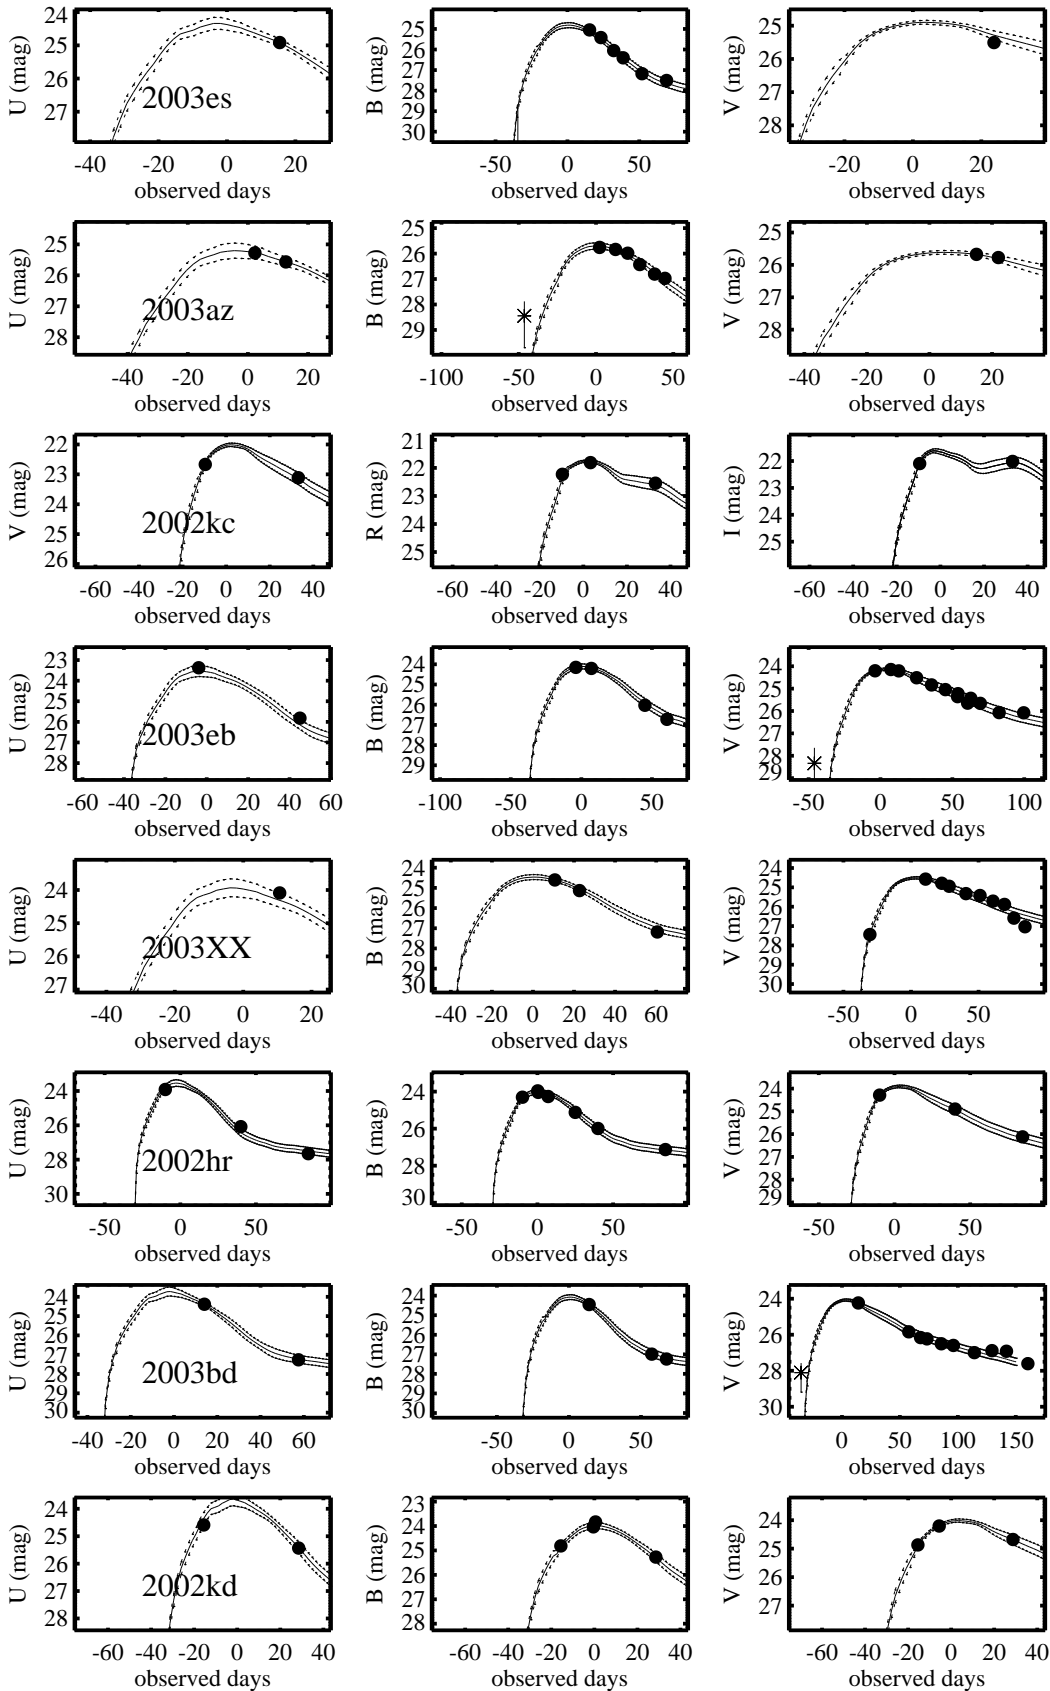 24
25
26
27
U (mag)
2003es
-40 -20 0 20
observed days
25
26
27
28
29
30
B (mag)
-50 0 50
observed days
25
26
27
28
V (mag)
-20 0 20
observed days
25
26
27
28
U (mag)
2003az
-40 -20 0 20
observed days
25
26
27
28
29
B (mag)
-100 -50 0 50
observed days
25
26
27
28
V (mag)
-40 -20 0 20
observed days
22
23
24
25
26
V (mag)
2002kc
-60 -40 -20 0 20 40
observed days
21
22
23
24
25
R (mag)
-60 -40 -20 0 20 40
observed days
22
23
24
25
I (mag)
-60 -40 -20 0 20 40
observed days
23
24
25
26
27
28
U (mag)
2003eb
-60 -40 -20 0 20 40 60
observed days
24
25
26
27
28
29
B (mag)
-100 -50 0 50
observed days
24
25
26
27
28
29
V (mag)
-50 0 50 100
observed days
24
25
26
27
U (mag)
2003XX
-40 -20 0 20
observed days
24
25
26
27
28
29
30
B (mag)
-40 -20 0 20 40 60
observed days
24
25
26
27
28
29
30
V (mag)
-50 0 50
observed days
24
26
28
30
U (mag)
2002hr
-50 0 50
observed days
24
26
28
30
B (mag)
-50 0 50
observed days
24
25
26
27
28
29
V (mag)
-50 0 50
observed days
24
25
26
27
28
29
30
U (mag)
2003bd
-40 -20 0 20 40 60
observed days
24
25
26
27
28
29
30
B (mag)
-50 0 50
observed days
24
26
28
30
V (mag)
0 50 100 150
observed days
24
25
26
27
28
U (mag)
2002kd
-60 -40 -20 0 20 40
observed days
23
24
25
26
27
28
B (mag)
-60 -40 -20 0 20 40
observed days
24
25
26
27
V (mag)
-60 -40 -20 0 20 40
observed days